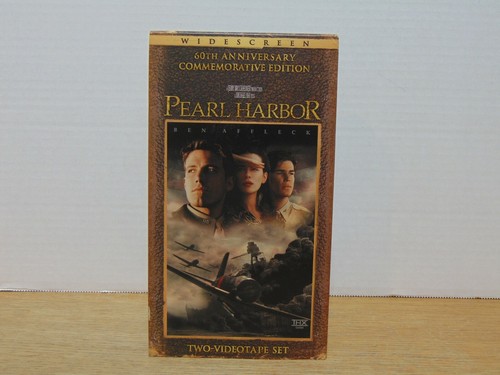 WIDESCREEN
60TH ANNIVERSARY
COMMEMORATIVE EDITION
PEARL HARBOR
BEN AFFLECK
THX
TWO-VIDEOTAPE SET